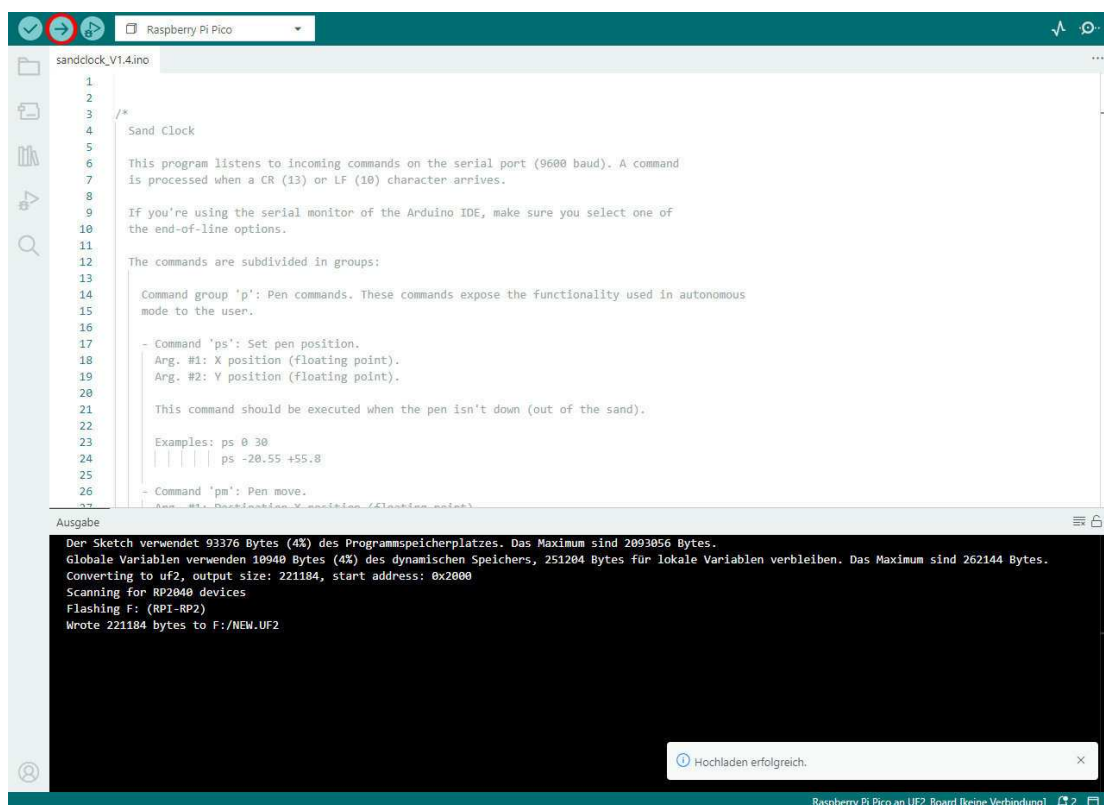 Raspberry Pi Pico
sandclock_V1.4.ino
1
2
3 /*
4 Sand Clock
5
6 This program listens to incoming commands on the serial port (9600 baud). A command
7 is processed when a CR (13) or LF (10) character arrives.
8
9 If you're using the serial monitor of the Arduino IDE, make sure you select one of
10 the end-of-line options.
11
12 The commands are subdivided in groups:
13
14 Command group 'p': Pen commands. These commands expose the functionality used in autonomous
15 mode to the user.
16
17 - Command 'ps': Set pen position.
18 Arg. #1: X position (floating point).
19 Arg. #2: Y position (floating point).
20
21 This command should be executed when the pen isn't down (out of the sand).
22
23 Examples: ps 0 30
24 ps -20.55 +55.8
25
26 - Command 'pm': Pen move.
27 Arg. #1: Destination X position (floating point)
Ausgabe
Der Sketch verwendet 93376 Bytes (4%) des Programmspeicherplatzes. Das Maximum sind 2093056 Bytes.
Globale Variablen verwenden 10940 Bytes (4%) des dynamischen Speichers, 251204 Bytes für lokale Variablen verbleiben. Das Maximum sind 262144 Bytes.
Converting to uf2, output size: 221184, start address: 0x2000
Scanning for RP2040 devices
Flashing F: (RPI-RP2)
Wrote 221184 bytes to F:/NEW.UF2
Hochladen erfolgreich.
Raspberry Pi Pico an UF2 Board [keine Verbindung] 2